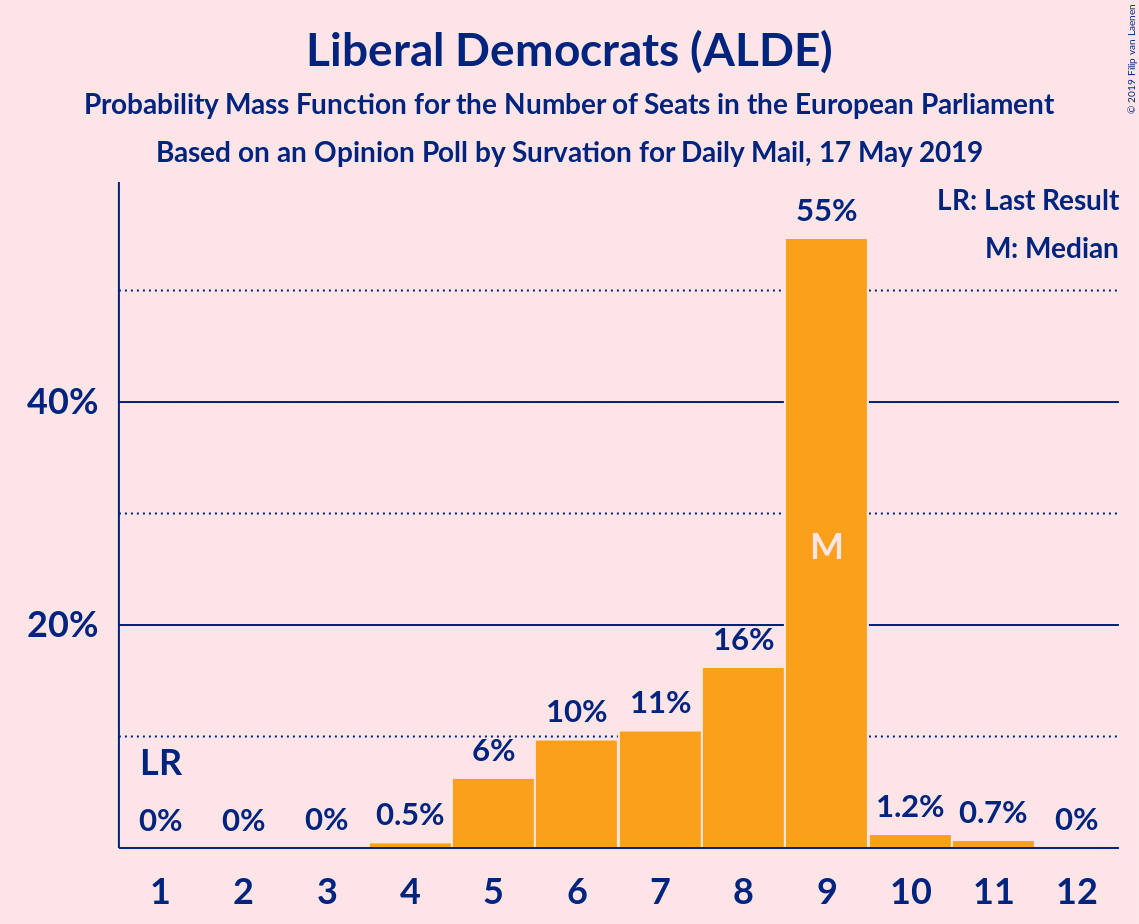 Liberal Democrats (ALDE)
Probability Mass Function for the Number of Seats in the European Parliament
Based on an Opinion Poll by Survation for Daily Mail, 17 May 2019
© 2019 Filip van Laenen
LR: Last Result
M: Median
55%
40%
M
20%
16%
11%
10%
6%
LR
0%
0%
0%
0.5%
1.2%
0.7%
0%
1 2 3 4 5 6 7 8 9 10 11 12